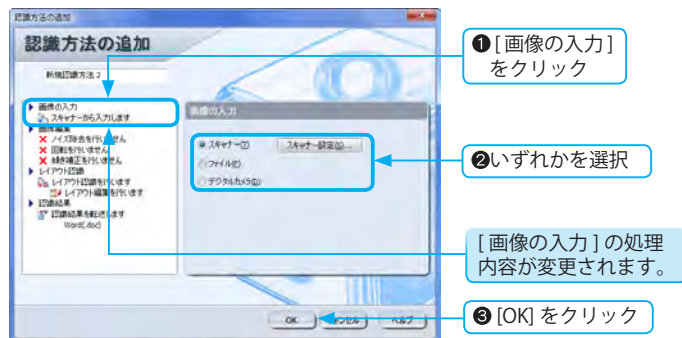 認識方法の追加
認識方法の追加
新規認識方法 2
画像の入力
スキャナーから入力します
画像編集
ノイズ除去を行いません
回転を行いません
傾き補正を行いません
レイアウト認識
レイアウト認識を行います
レイアウト編集を行います
認識結果
認識結果を転送します
Word(.doc)
画像の入力
スキャナー(T)
スキャナー設定(S)...
ファイル(F)
デジタルカメラ(D)
OK
キャンセル
ヘルプ
❶[画像の入力]
をクリック
❷いずれかを選択
[画像の入力]の処理
内容が変更されます。
❸[OK]をクリック